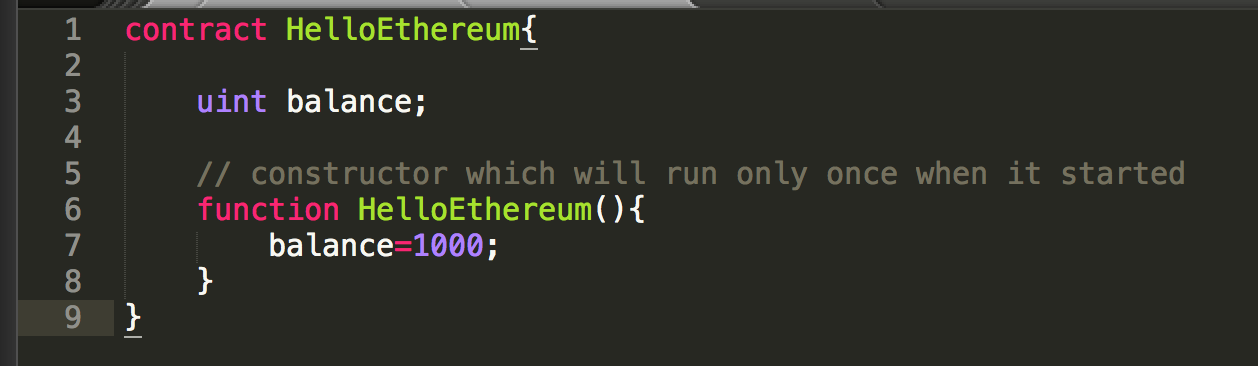 1 contract HelloEthereum{
2
3 uint balance;
4
5 // constructor which will run only once when it started
6 function HelloEthereum(){
7 balance=1000;
8 }
9 }